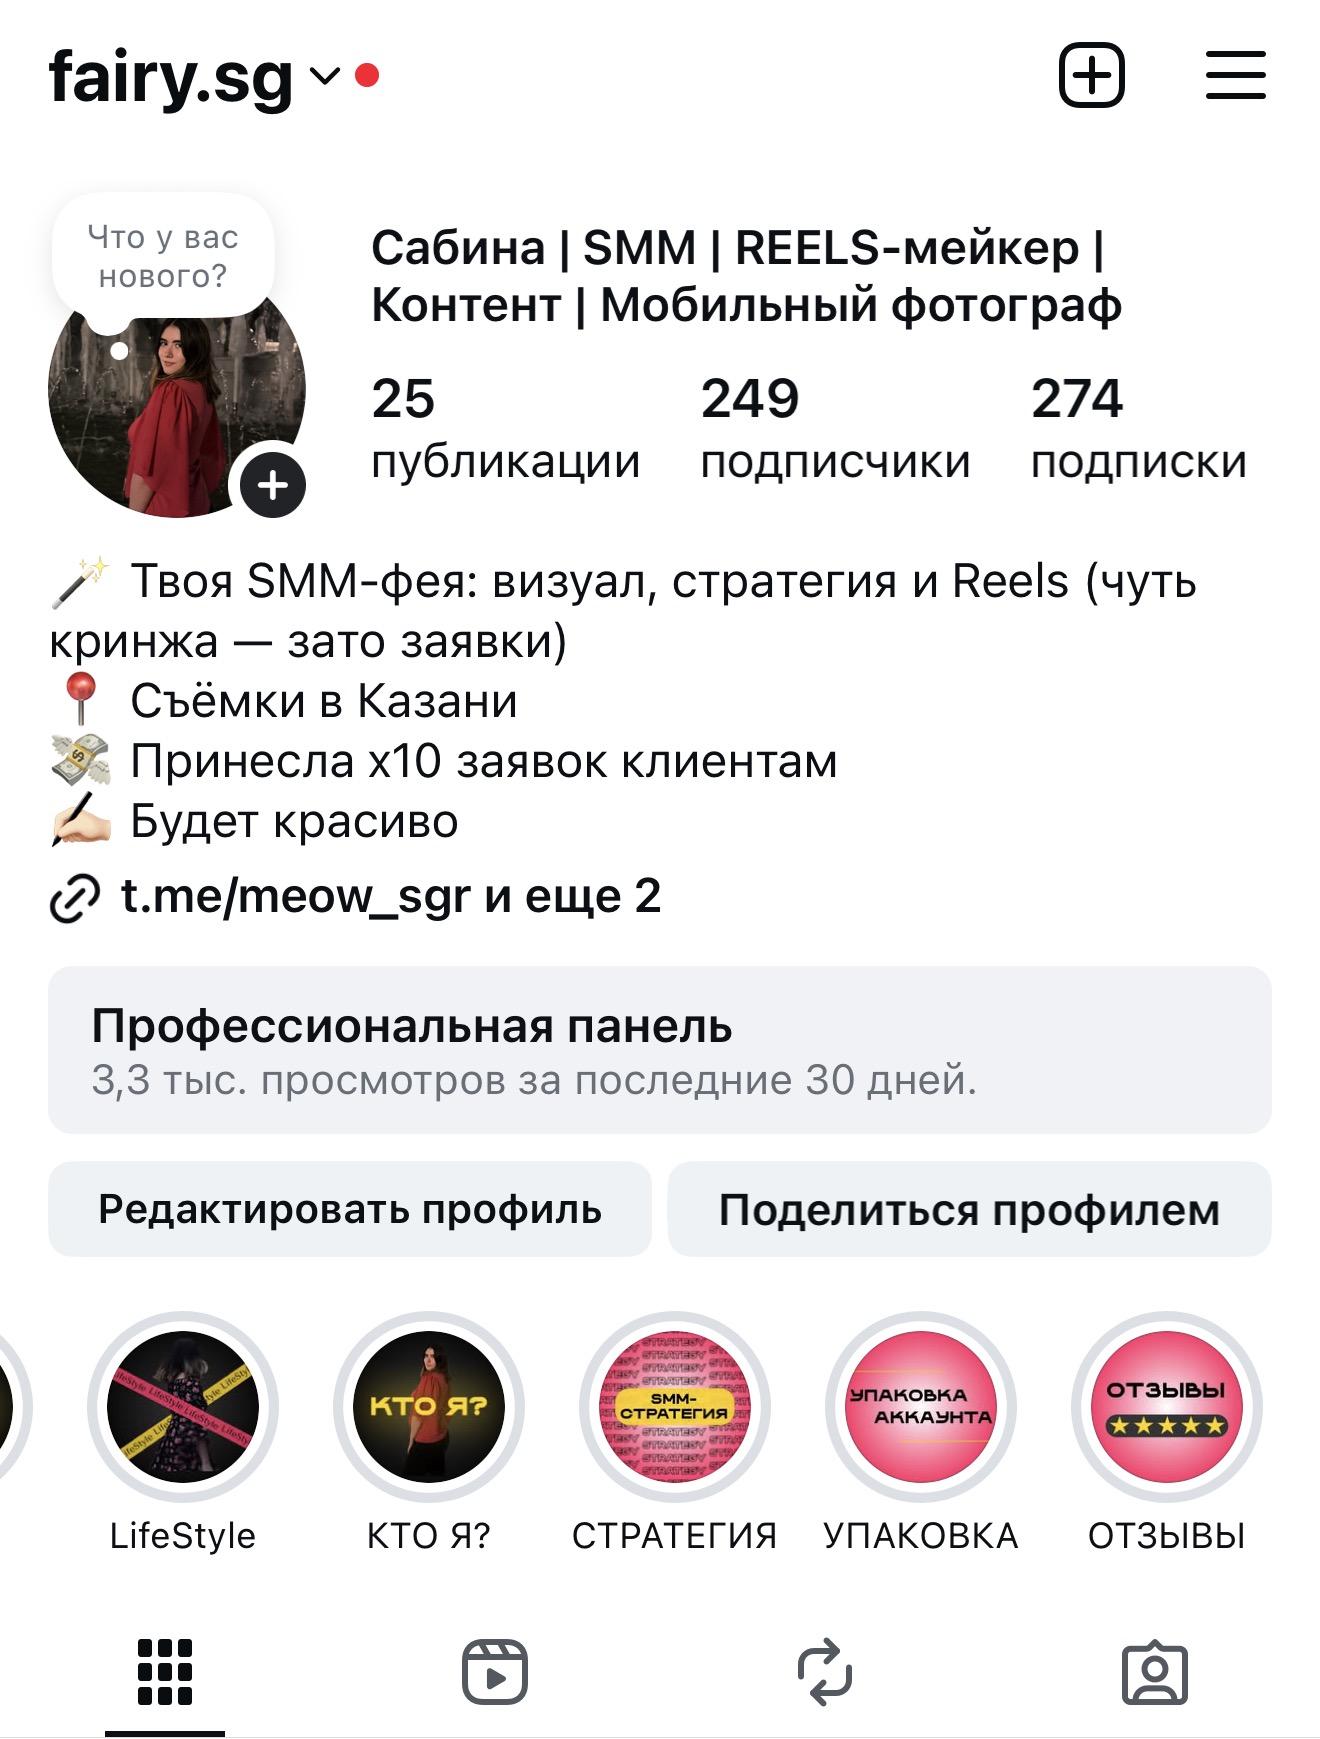 fairy.sg
Что у вас
нового?
Сабина | SMM | REELS-мейкер |
Контент | Мобильный фотограф
25 249 274
публикации подписчики подписки
Твоя SMM-фея: визуал, стратегия и Reels (чуть
кринжа — зато заявки)
Съёмки в Казани
Принесла х10 заявок клиентам
Будет красиво
t.me/meow_sgr и еще 2
Профессиональная панель
3,3 тыс. просмотров за последние 30 дней.
Редактировать профиль Поделиться профилем
LifeStyle LifeStyle LifeStyle
КТО Я?
STRATEGY
SMM-
СТРАТЕГИЯ
УПАКОВКА
АККАУНТА
ОТЗЫВЫ
LifeStyle КТО Я? СТРАТЕГИЯ УПАКОВКА ОТЗЫВЫ